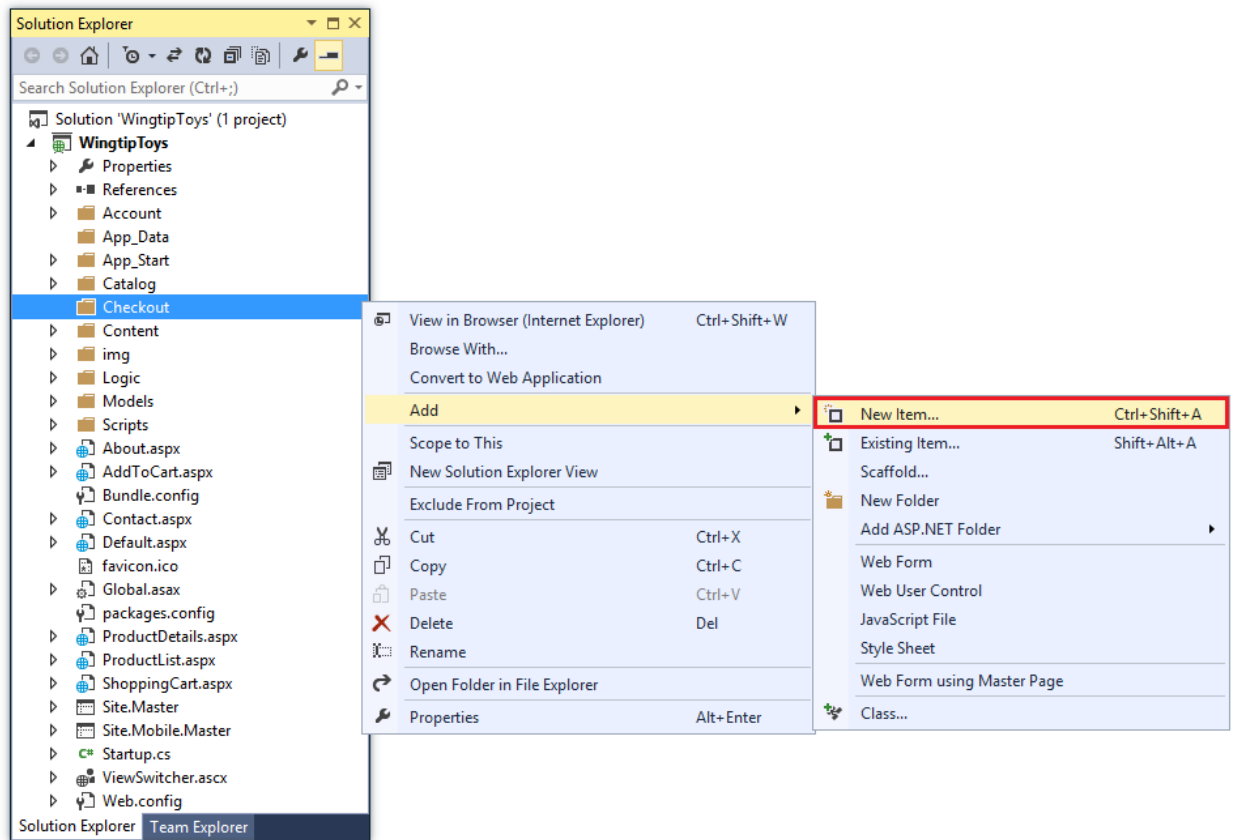 Solution Explorer
Search Solution Explorer (Ctrl+;)
Solution 'WingtipToys' (1 project)
WingtipToys
Properties
References
Account
App_Data
App_Start
Catalog
Checkout
Content
img
Logic
Models
Scripts
About.aspx
AddToCart.aspx
Bundle.config
Contact.aspx
Default.aspx
favicon.ico
Global.asax
packages.config
ProductDetails.aspx
ProductList.aspx
ShoppingCart.aspx
Site.Master
Site.Mobile.Master
C# Startup.cs
ViewSwitcher.ascx
Web.config
Solution Explorer Team Explorer
View in Browser (Internet Explorer) Ctrl+Shift+W
Browse With...
Convert to Web Application
Add
Scope to This
New Solution Explorer View
Exclude From Project
Cut Ctrl+X
Copy Ctrl+C
Paste Ctrl+V
Delete Del
Rename
Open Folder in File Explorer
Properties Alt+Enter
New Item... Ctrl+Shift+A
Existing Item... Shift+Alt+A
Scaffold...
New Folder
Add ASP.NET Folder
Web Form
Web User Control
JavaScript File
Style Sheet
Web Form using Master Page
Class...